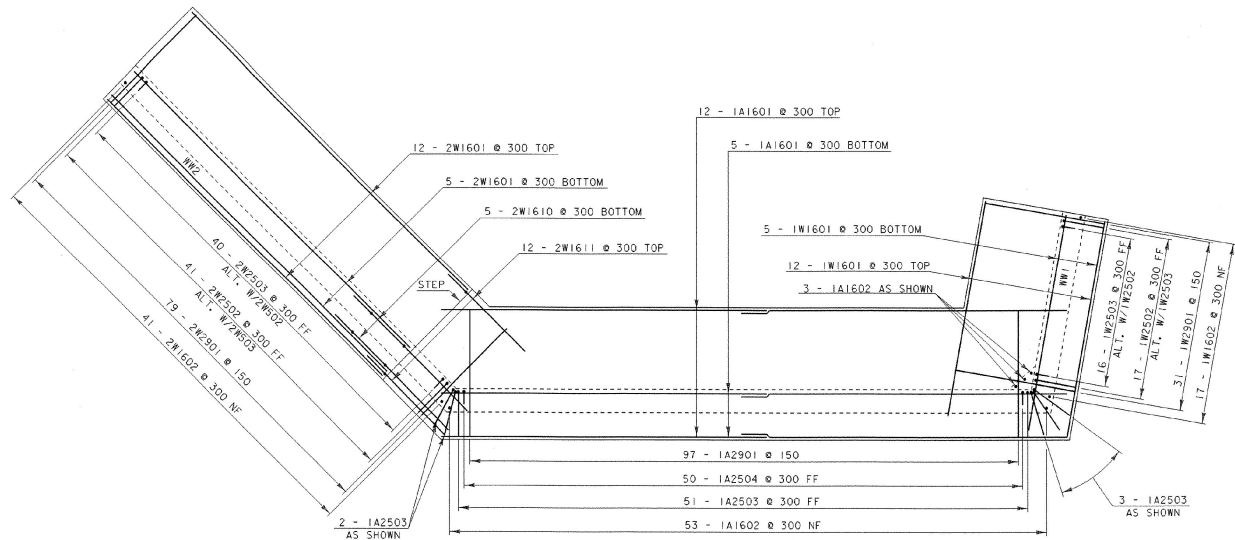 12 - 1A1601 @ 300 TOP
12 - 2W1601 @ 300 TOP
5 - 1A1601 @ 300 BOTTOM
WW2
5 - 2W1601 @ 300 BOTTOM
5 - 2W1610 @ 300 BOTTOM
12 - 2W1611 @ 300 TOP
STEP
40 - 2W2503 @ 300 FF
ALT. W/2W502
41 - 2W2502 @ 300 FF
ALT. W/2W503
79 - 2W2901 @ 150
41 - 2W1602 @ 300 NF
5 - 1W1601 @ 300 BOTTOM
12 - 1W1601 @ 300 TOP
3 - 1A1602 AS SHOWN
WW1
16 - 1W2503 @ 300 FF
ALT. W/1W2502
17 - 1W2502 @ 300 FF
ALT. W/1W2503
31 - 1W2901 @ 150
17 - 1W1602 @ 300 NF
97 - 1A2901 @ 150
50 - 1A2504 @ 300 FF
51 - 1A2503 @ 300 FF
53 - 1A1602 @ 300 NF
2 - 1A2503
AS SHOWN
3 - 1A2503
AS SHOWN